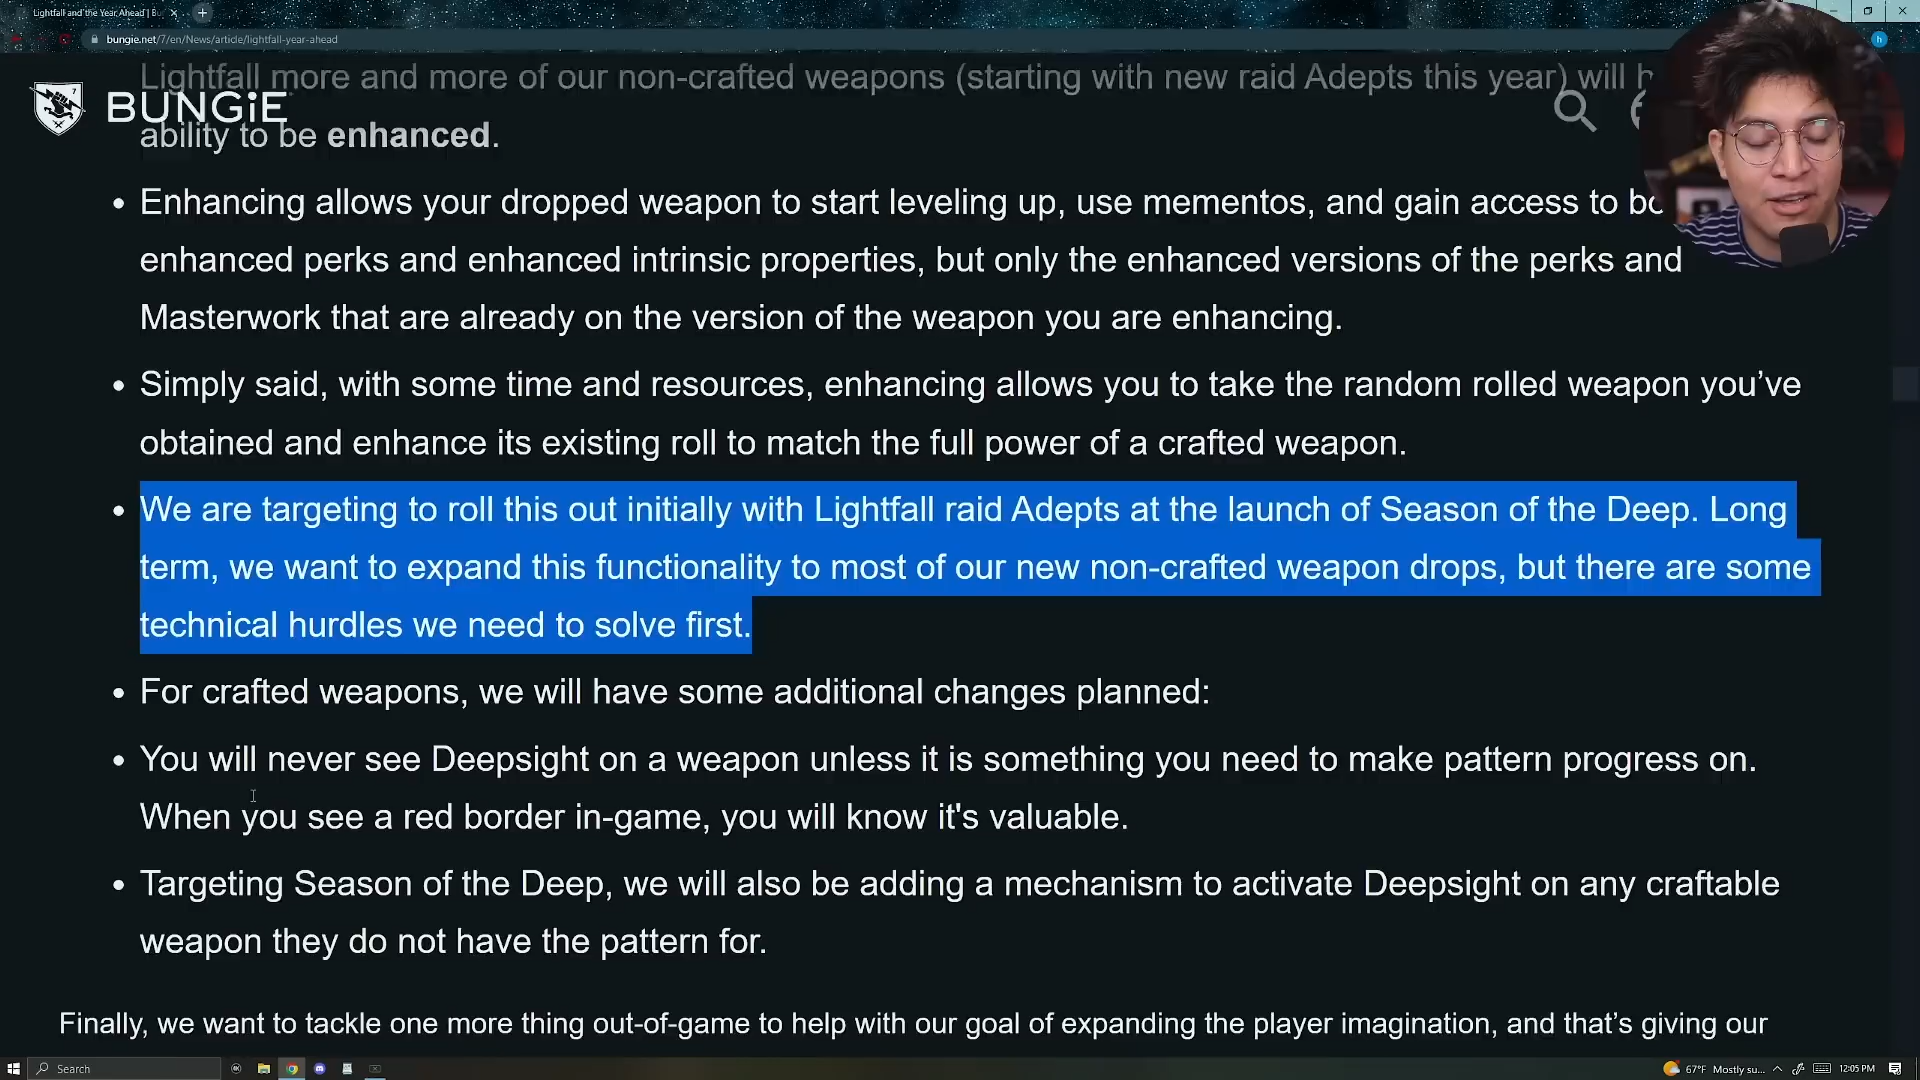 Lightfall and the Year Ahead | Bu
bungie.net/7/en/News/article/lightfall-year-ahead
Lightfall more and more of our non-crafted weapons (starting with new raid Adepts this year) will
BUNGiE
ability to be enhanced.
• Enhancing allows your dropped weapon to start leveling up, use mementos, and gain access to
enhanced perks and enhanced intrinsic properties, but only the enhanced versions of the perks and
Masterwork that are already on the version of the weapon you are enhancing.
• Simply said, with some time and resources, enhancing allows you to take the random rolled weapon you’ve
obtained and enhance its existing roll to match the full power of a crafted weapon.
• We are targeting to roll this out initially with Lightfall raid Adepts at the launch of Season of the Deep. Long
term, we want to expand this functionality to most of our new non-crafted weapon drops, but there are some
technical hurdles we need to solve first.
• For crafted weapons, we will have some additional changes planned:
• You will never see Deepsight on a weapon unless it is something you need to make pattern progress on.
When you see a red border in-game, you will know it's valuable.
• Targeting Season of the Deep, we will also be adding a mechanism to activate Deepsight on any craftable
weapon they do not have the pattern for.
Finally, we want to tackle one more thing out-of-game to help with our goal of expanding the player imagination, and that’s giving our
Search
67°F Mostly su...
12:05 PM